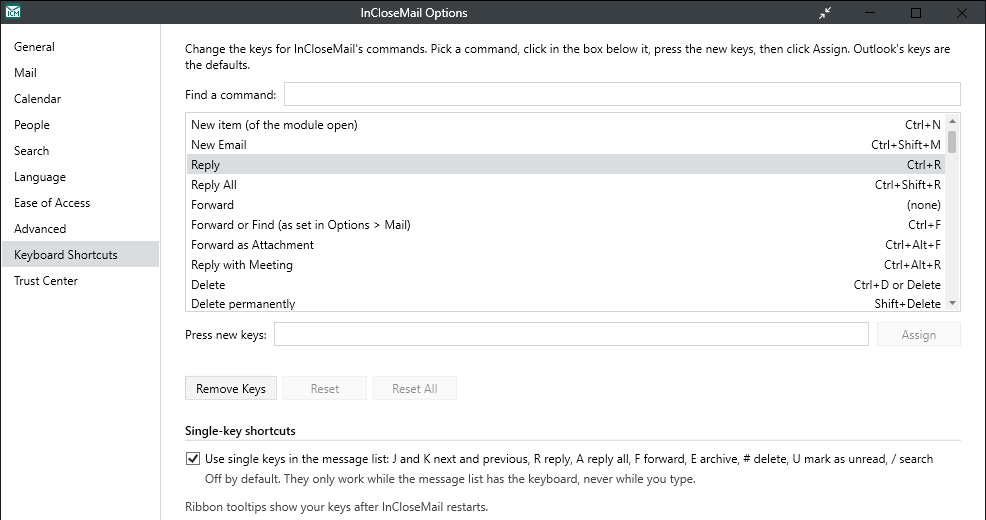 InCloseMail Options
General
Mail
Calendar
People
Search
Language
Ease of Access
Advanced
Keyboard Shortcuts
Trust Center
Change the keys for InCloseMail's commands. Pick a command, click in the box below it, press the new keys, then click Assign. Outlook's keys are
the defaults.
Find a command:
New item (of the module open) Ctrl+N
New Email Ctrl+Shift+M
Reply Ctrl+R
Reply All Ctrl+Shift+R
Forward (none)
Forward or Find (as set in Options > Mail) Ctrl+F
Forward as Attachment Ctrl+Alt+F
Reply with Meeting Ctrl+Alt+R
Delete Ctrl+D or Delete
Delete permanently Shift+Delete
Press new keys: Assign
Remove Keys Reset Reset All
Single-key shortcuts
Use single keys in the message list: J and K next and previous, R reply, A reply all, F forward, E archive, # delete, U mark as unread, / search
Off by default. They only work while the message list has the keyboard, never while you type.
Ribbon tooltips show your keys after InCloseMail restarts.